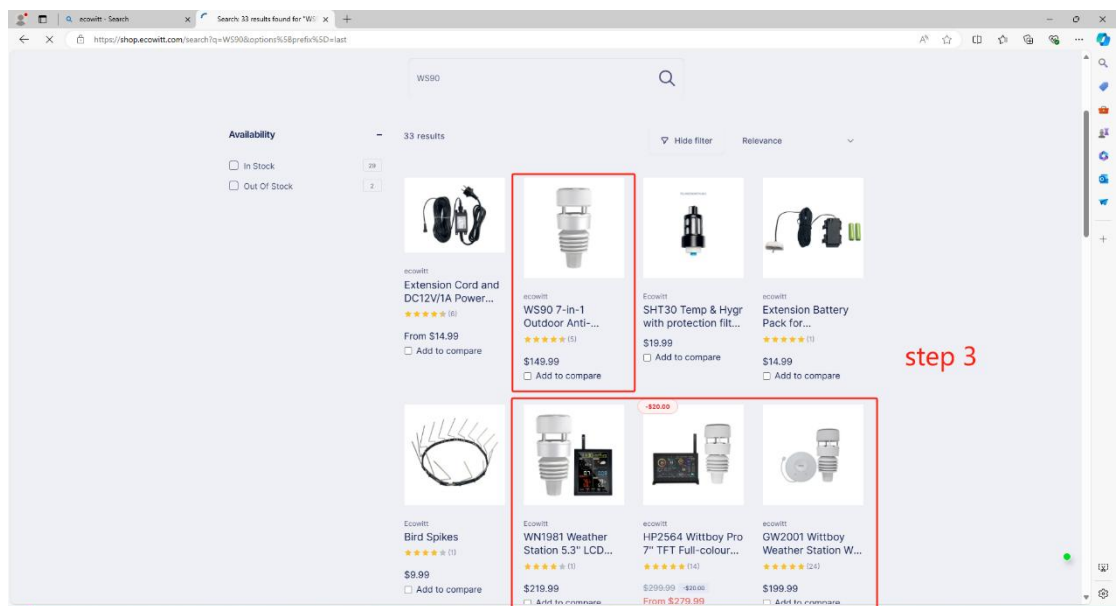 ecowitt - Search
Search: 33 results found for "WS
https://shop.ecowitt.com/search?q=WS90&options%5Bprefix%5D=last
WS90
Availability
33 results
Hide filter
Relevance
In Stock
29
Out Of Stock
2
ecowitt
Extension Cord and
DC12V/1A Power...
(6)
From $14.99
Add to compare
ecowitt
WS90 7-in-1
Outdoor Anti-...
(5)
$149.99
Add to compare
Ecowitt
SHT30 Temp & Hygr
with protection filt...
$19.99
Add to compare
ecowitt
Extension Battery
Pack for...
(1)
$14.99
Add to compare
step 3
Ecowitt
Bird Spikes
(1)
$9.99
Add to compare
Ecowitt
WN1981 Weather
Station 5.3" LCD...
(1)
$219.99
Add to compare
-$20.00
ecowitt
HP2564 Wittboy Pro
7" TFT Full-colour...
(14)
$299.99 -$20.00
From $279.99
ecowitt
GW2001 Wittboy
Weather Station W...
(24)
$199.99
Add to compare